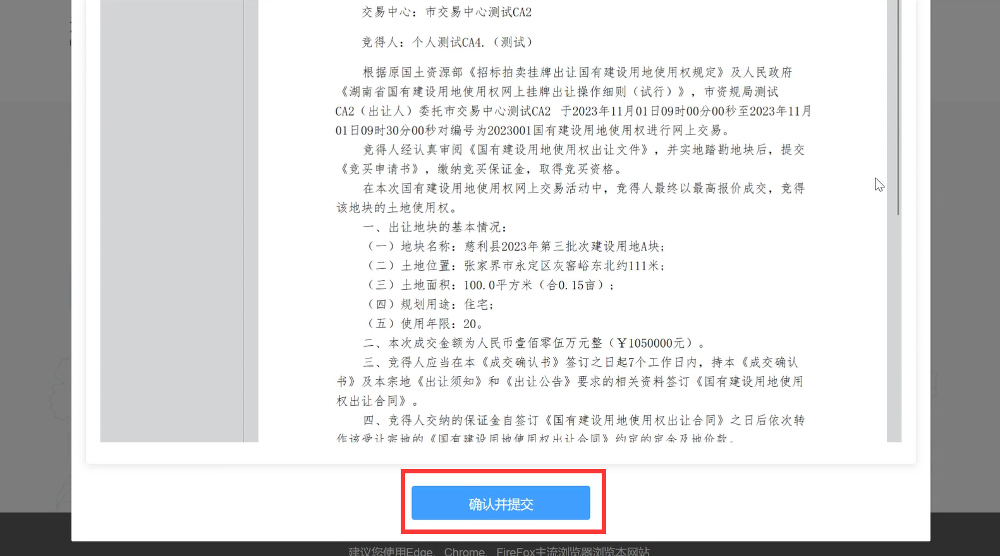 交易中心：市交易中心测试CA2
竞得人：个人测试CA4.（测试）
根据原国土资源部《招标拍卖挂牌出让国有建设用地使用权规定》及人民政府
《湖南省国有建设用地使用权网上挂牌出让操作细则（试行）》，市资规局测试
CA2（出让人）委托市交易中心测试CA2 于2023年11月01日09时00分00秒至2023年11月
01日09时30分00秒对编号为2023001国有建设用地使用权进行网上交易。
竞得人经认真审阅《国有建设用地使用权出让文件》，并实地踏勘地块后，提交
《竞买申请书》，缴纳竞买保证金，取得竞买资格。
在本次国有建设用地使用权网上交易活动中，竞得人最终以最高报价成交，竞得
该地块的土地使用权。
一、出让地块的基本情况：
（一）地块名称：慈利县2023年第三批次建设用地A块；
（二）土地位置：张家界市永定区灰窑峪东北约111米；
（三）土地面积：100.0平方米（合0.15亩）；
（四）规划用途：住宅；
（五）使用年限：20。
二、本次成交金额为人民币壹佰零伍万元整（￥1050000元）。
三、竞得人应当在本《成交确认书》签订之日起7个工作日内，持本《成交确认
书》及本宗地《出让须知》和《出让公告》要求的相关资料签订《国有建设用地使用
权出让合同》。
四、竞得人交纳的保证金自签订《国有建设用地使用权出让合同》之日后依次转
作该受让宗地的《国有建设用地使用权出让合同》约定的定金及地价款。
确认并提交
建议您使用Edge、Chrome、FireFox主流浏览器浏览本网站